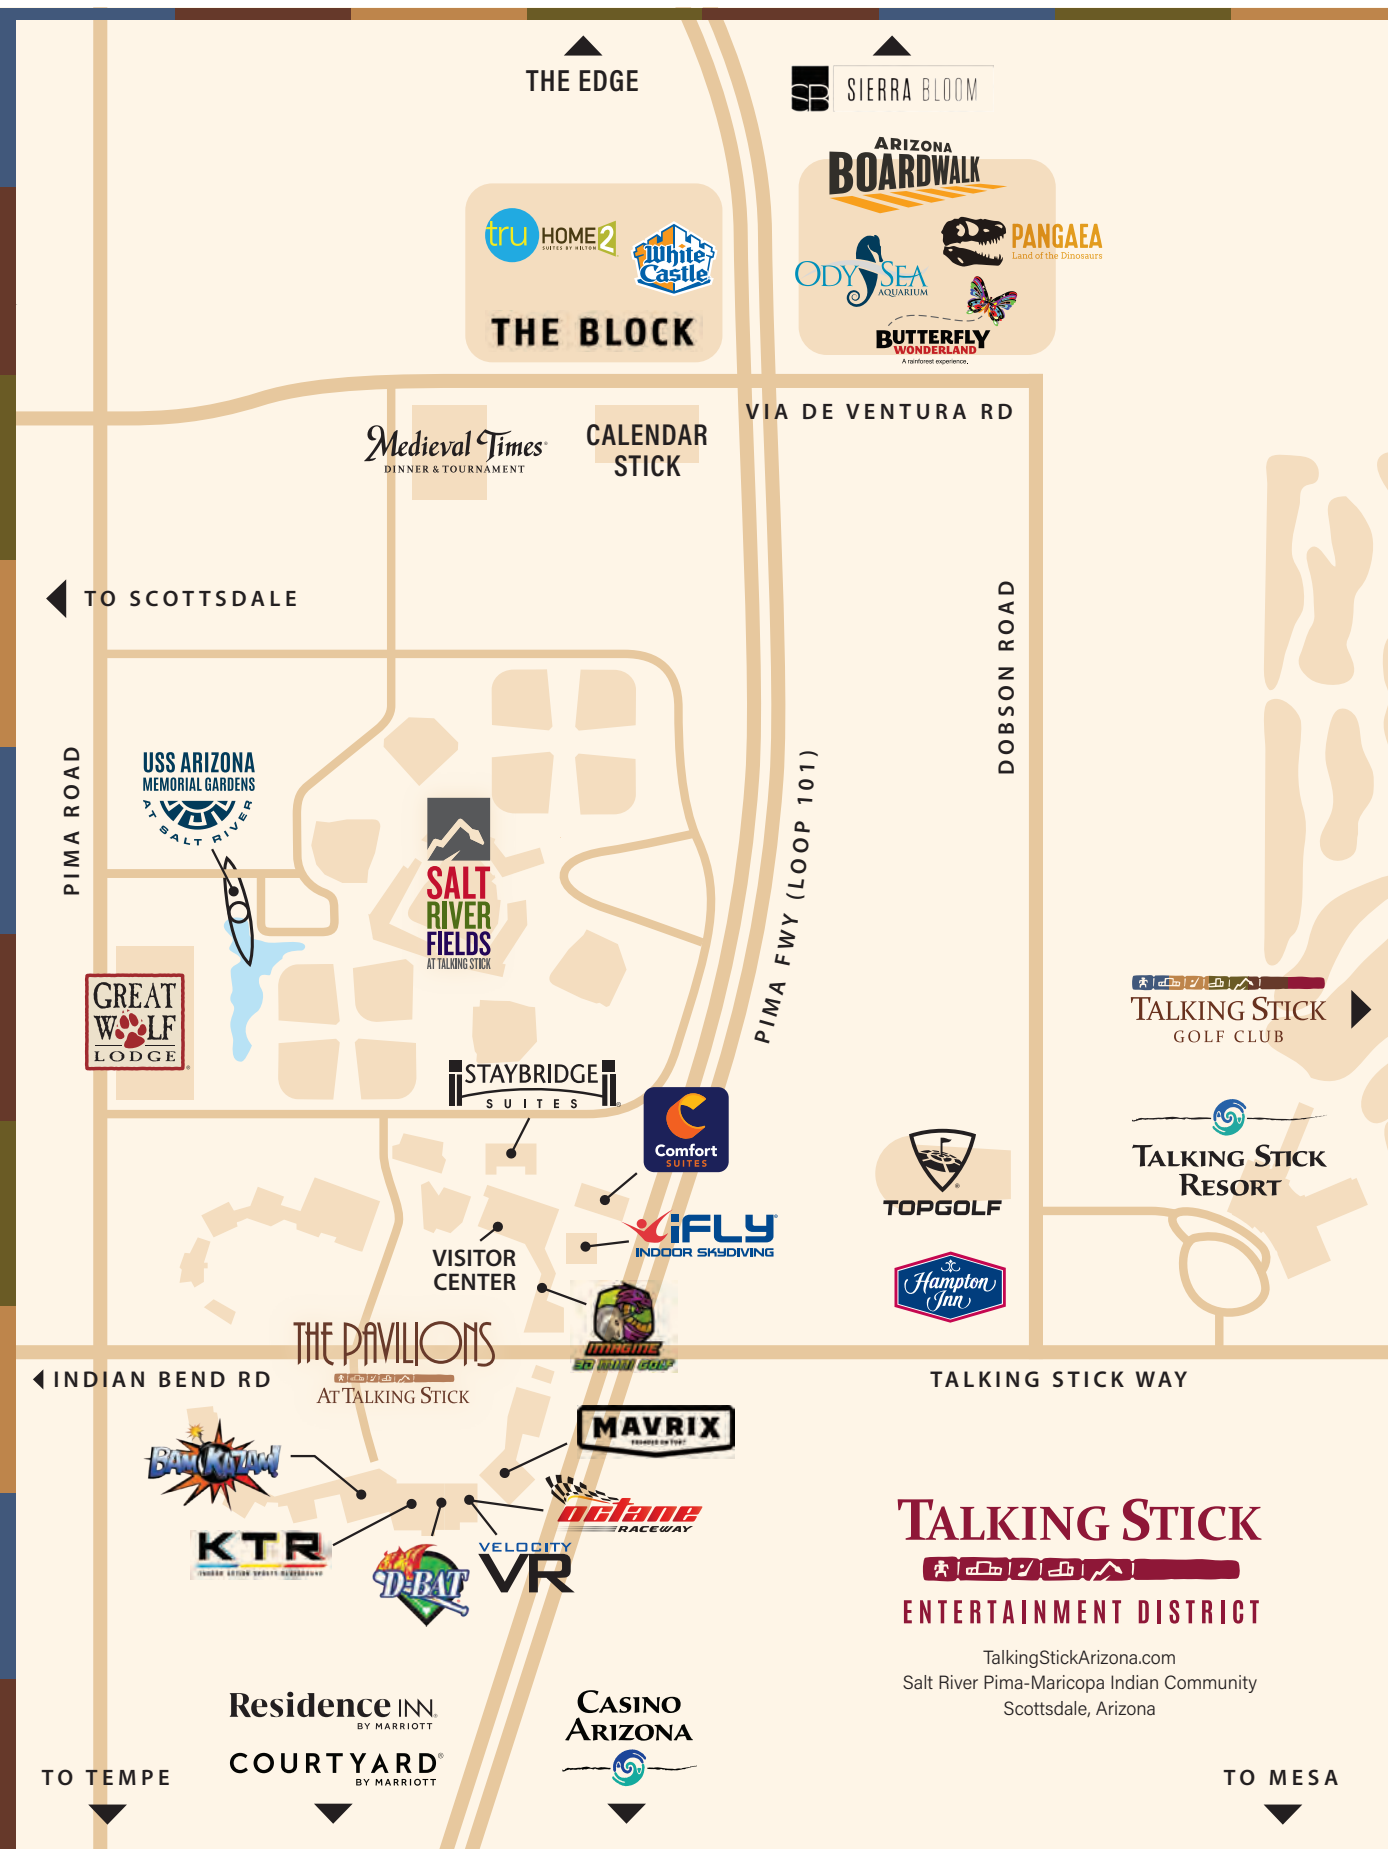 THE EDGE
SB SIERRA BLOOM
ARIZONA
BOARDWALK
tru HOME2
SUITES BY HILTON
White
Castle
THE BLOCK
PANGAEA
Land of the Dinosaurs
ODYSEA
AQUARIUM
BUTTERFLY
WONDERLAND
A rainforest experience.
VIA DE VENTURA RD
Medieval Times®
DINNER & TOURNAMENT
CALENDAR
STICK
TO SCOTTSDALE
DOBSON ROAD
PIMA ROAD
USS ARIZONA
MEMORIAL GARDENS
AT SALT RIVER
PIMA FWY (LOOP 101)
SALT
RIVER
FIELDS
AT TALKING STICK
GREAT
WOLF
LODGE®
TALKING STICK
GOLF CLUB
STAYBRIDGE
SUITES®
Comfort
SUITES
TALKING STICK
RESORT
TOPGOLF®
iFLY®
INDOOR SKYDIVING
VISITOR
CENTER
Hampton
Inn
IMAGINE
3D MINI GOLF
THE PAVILIONS
AT TALKING STICK
INDIAN BEND RD
TALKING STICK WAY
MAVRIX
BAM KAZAM!
octane
RACEWAY
KTR
D-BAT
VELOCITY
VR
TALKING STICK
ENTERTAINMENT DISTRICT
TalkingStickArizona.com
Salt River Pima-Maricopa Indian Community
Scottsdale, Arizona
Residence INN®
BY MARRIOTT
COURTYARD®
BY MARRIOTT
CASINO
ARIZONA
TO TEMPE
TO MESA